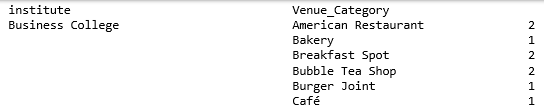 institute Venue_Category
Business College American Restaurant 2
Bakery 1
Breakfast Spot 2
Bubble Tea Shop 2
Burger Joint 1
Café 1